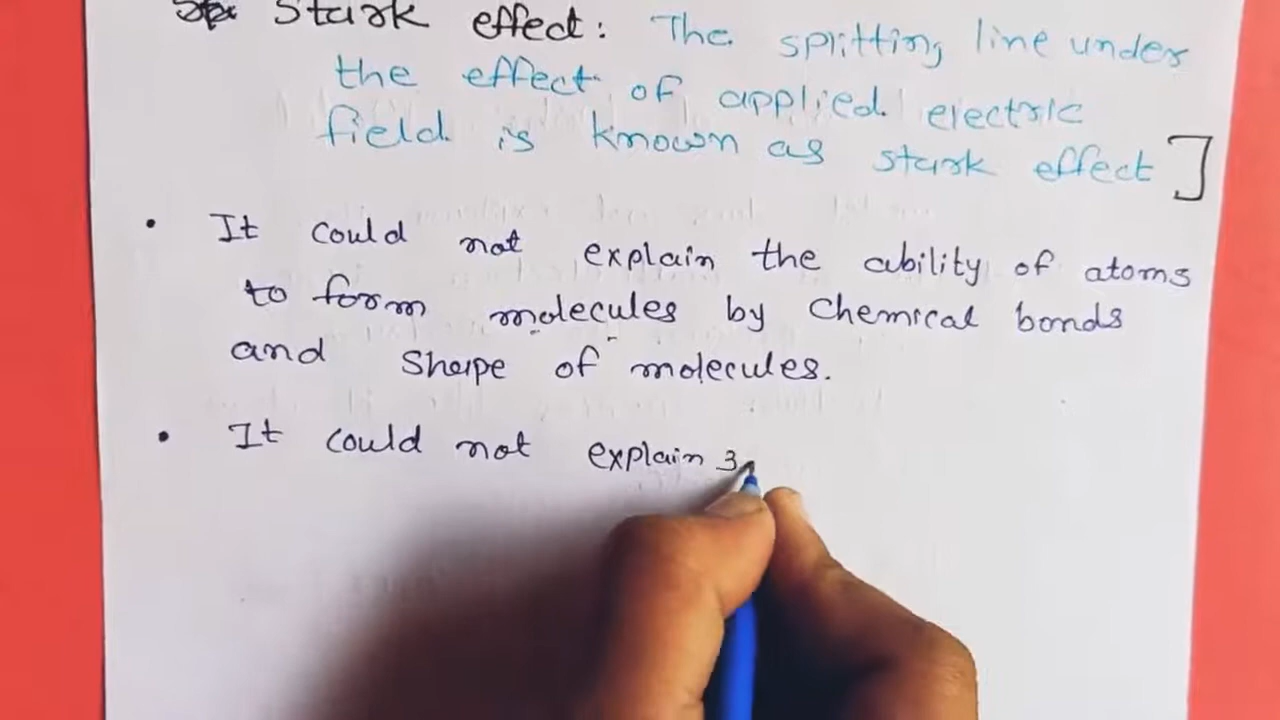 Stark effect: The splitting line under
the effect of applied electric
field is known as stark effect]
• It could not explain the ability of atoms
to form molecules by chemical bonds
and shape of molecules.
• It could not explain 3